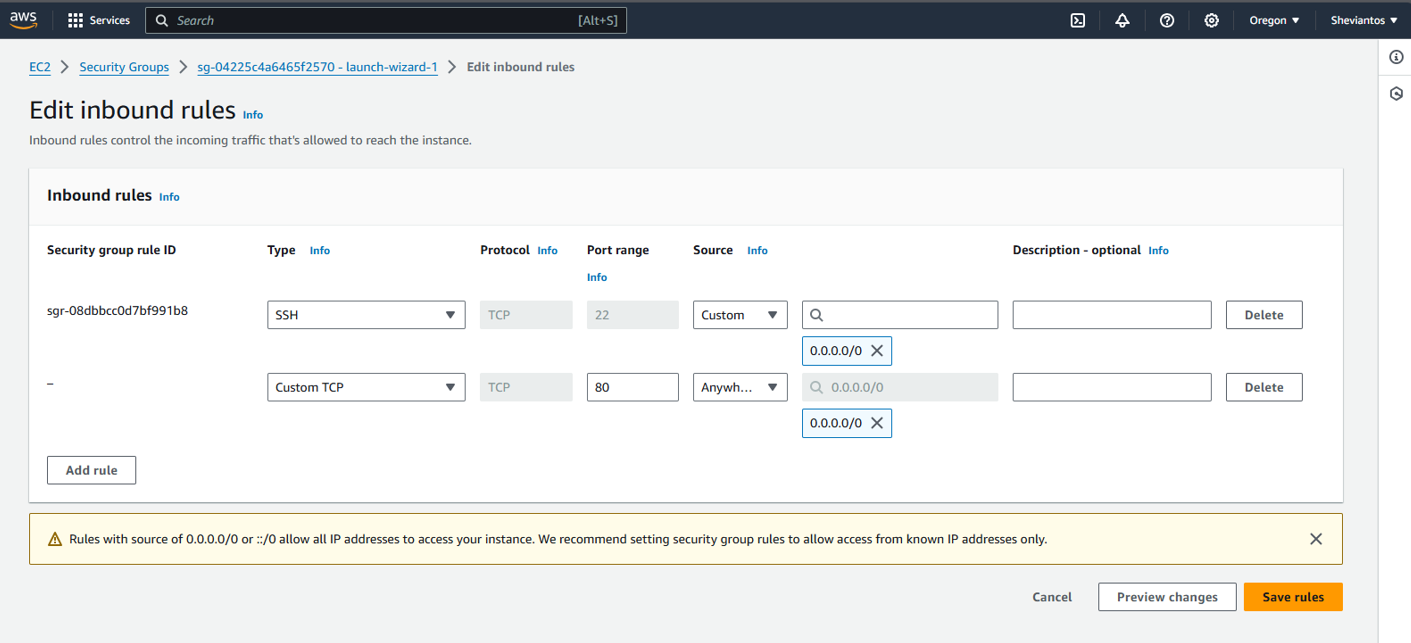 aws Services Search [Alt+S] Oregon Sheviantos
EC2 Security Groups sg-04225c4a6465f2570 - launch-wizard-1 Edit inbound rules
Edit inbound rules Info
Inbound rules control the incoming traffic that's allowed to reach the instance.
Inbound rules Info
Security group rule ID Type Info Protocol Info Port range Source Info Description - optional Info
Info
sgr-08dbbcc0d7bf991b8 SSH TCP 22 Custom Delete
0.0.0.0/0
– Custom TCP TCP 80 Anywh... 0.0.0.0/0 Delete
0.0.0.0/0
Add rule
Rules with source of 0.0.0.0/0 or ::/0 allow all IP addresses to access your instance. We recommend setting security group rules to allow access from known IP addresses only.
Cancel Preview changes Save rules